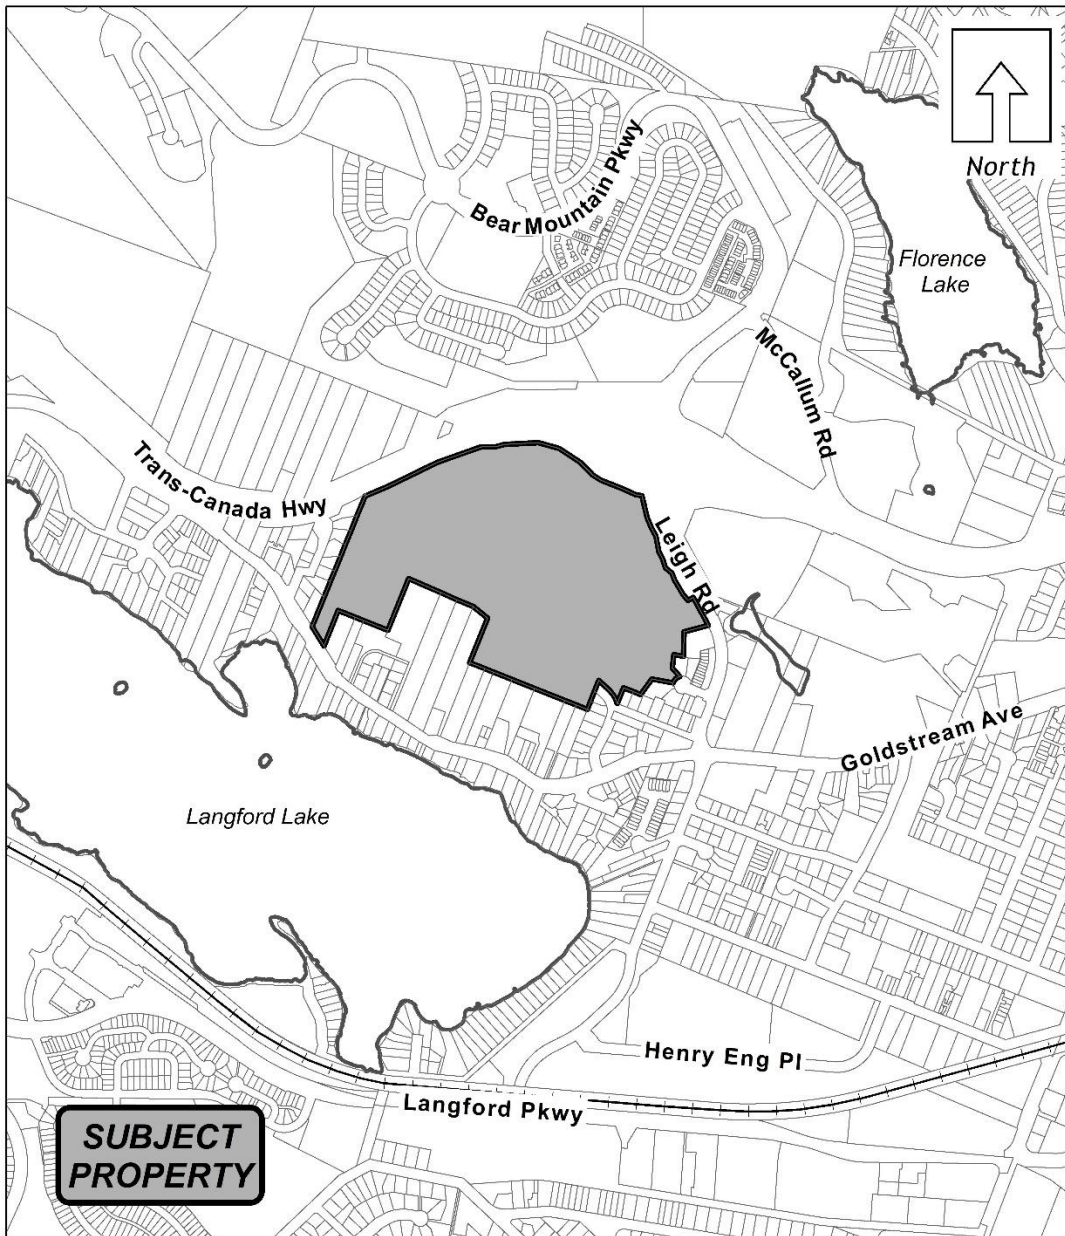 North
Bear Mountain Pkwy
Florence
Lake
McCallum Rd
Trans-Canada Hwy
Leigh Rd
Goldstream Ave
Langford Lake
Henry Eng Pl
Langford Pkwy
SUBJECT
PROPERTY